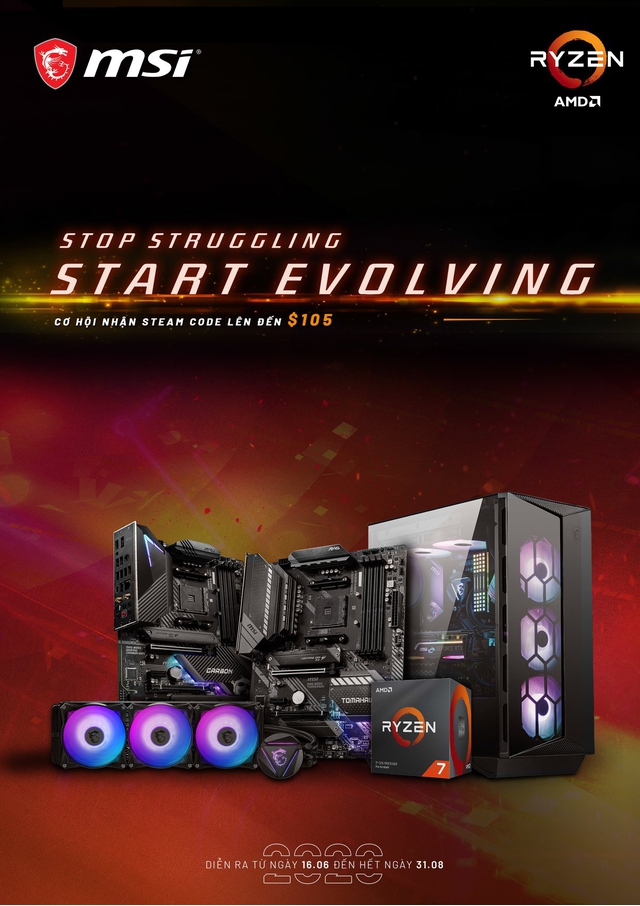 msi
RYZEN
AMD
STOP STRUGGLING
START EVOLVING
CƠ HỘI NHẬN STEAM CODE LÊN ĐẾN $105
CARBON
msi
TOMAHAWK
AMD
RYZEN
7
2020
DIỄN RA TỪ NGÀY 16.06 ĐẾN HẾT NGÀY 31.08